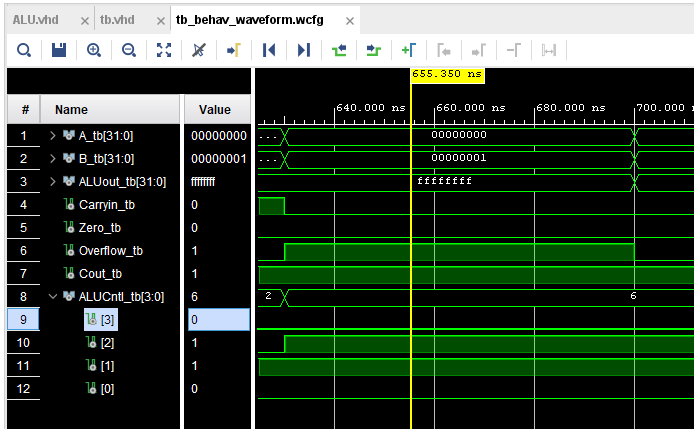 ALU.vhd × tb.vhd × tb_behav_waveform.wcfg ×
655.350 ns
640.000 ns 660.000 ns 680.000 ns 700.000
# Name Value
1 A_tb[31:0] 00000000 ... 00000000
2 B_tb[31:0] 00000001 ... 00000001
3 ALUout_tb[31:0] ffffffff ffffffff
4 Carryin_tb 0
5 Zero_tb 0
6 Overflow_tb 1
7 Cout_tb 1
8 ALUCntl_tb[3:0] 6 2 6
9 [3] 0
10 [2] 1
11 [1] 1
12 [0] 0